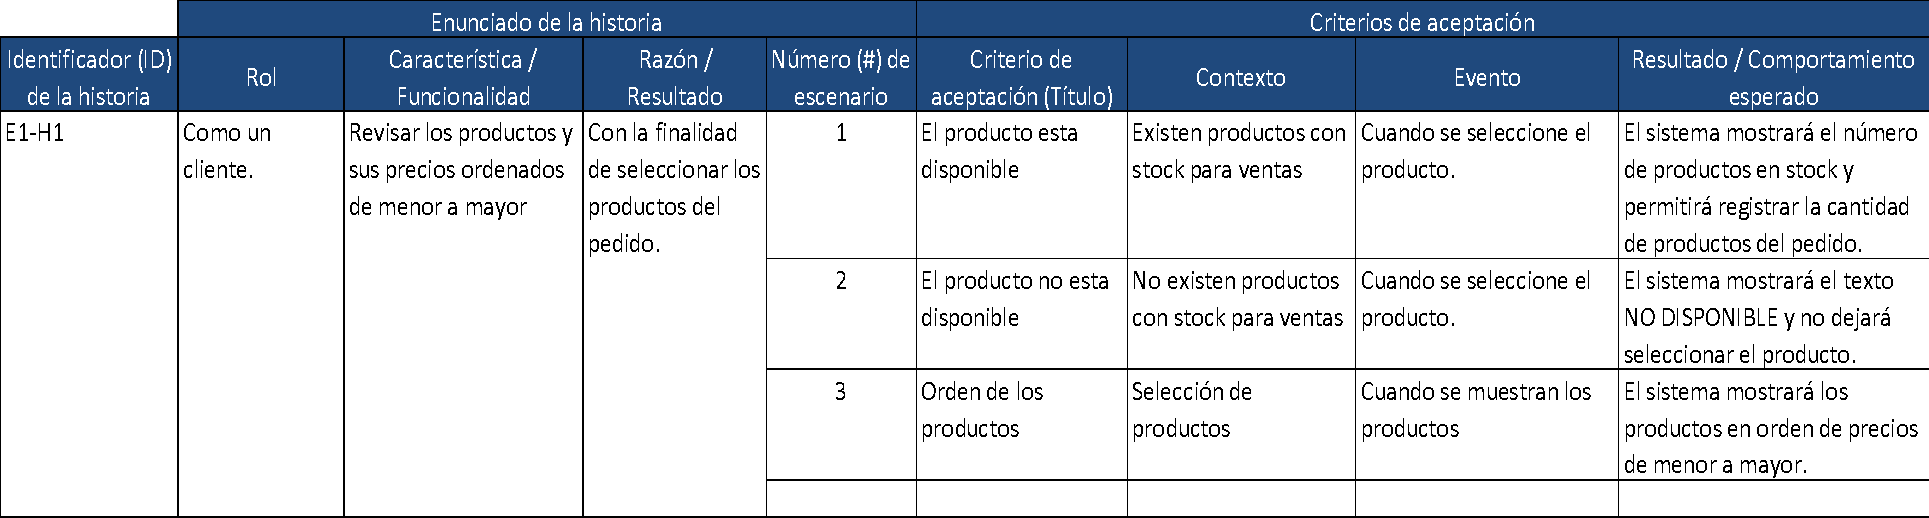 Enunciado de la historia
Criterios de aceptación
Identificador (ID)
de la historia
Rol
Característica /
Funcionalidad
Razón /
Resultado
Número (#) de
escenario
Criterio de
aceptación (Título)
Contexto
Evento
Resultado / Comportamiento
esperado
E1-H1
Como un
cliente.
Revisar los productos y
sus precios ordenados
de menor a mayor
Con la finalidad
de seleccionar los
productos del
pedido.
1
El producto esta
disponible
Existen productos con
stock para ventas
Cuando se seleccione el
producto.
El sistema mostrará el número
de productos en stock y
permitirá registrar la cantidad
de productos del pedido.
2
El producto no esta
disponible
No existen productos
con stock para ventas
Cuando se seleccione el
producto.
El sistema mostrará el texto
NO DISPONIBLE y no dejará
seleccionar el producto.
3
Orden de los
productos
Selección de
productos
Cuando se muestran los
productos
El sistema mostrará los
productos en orden de precios
de menor a mayor.